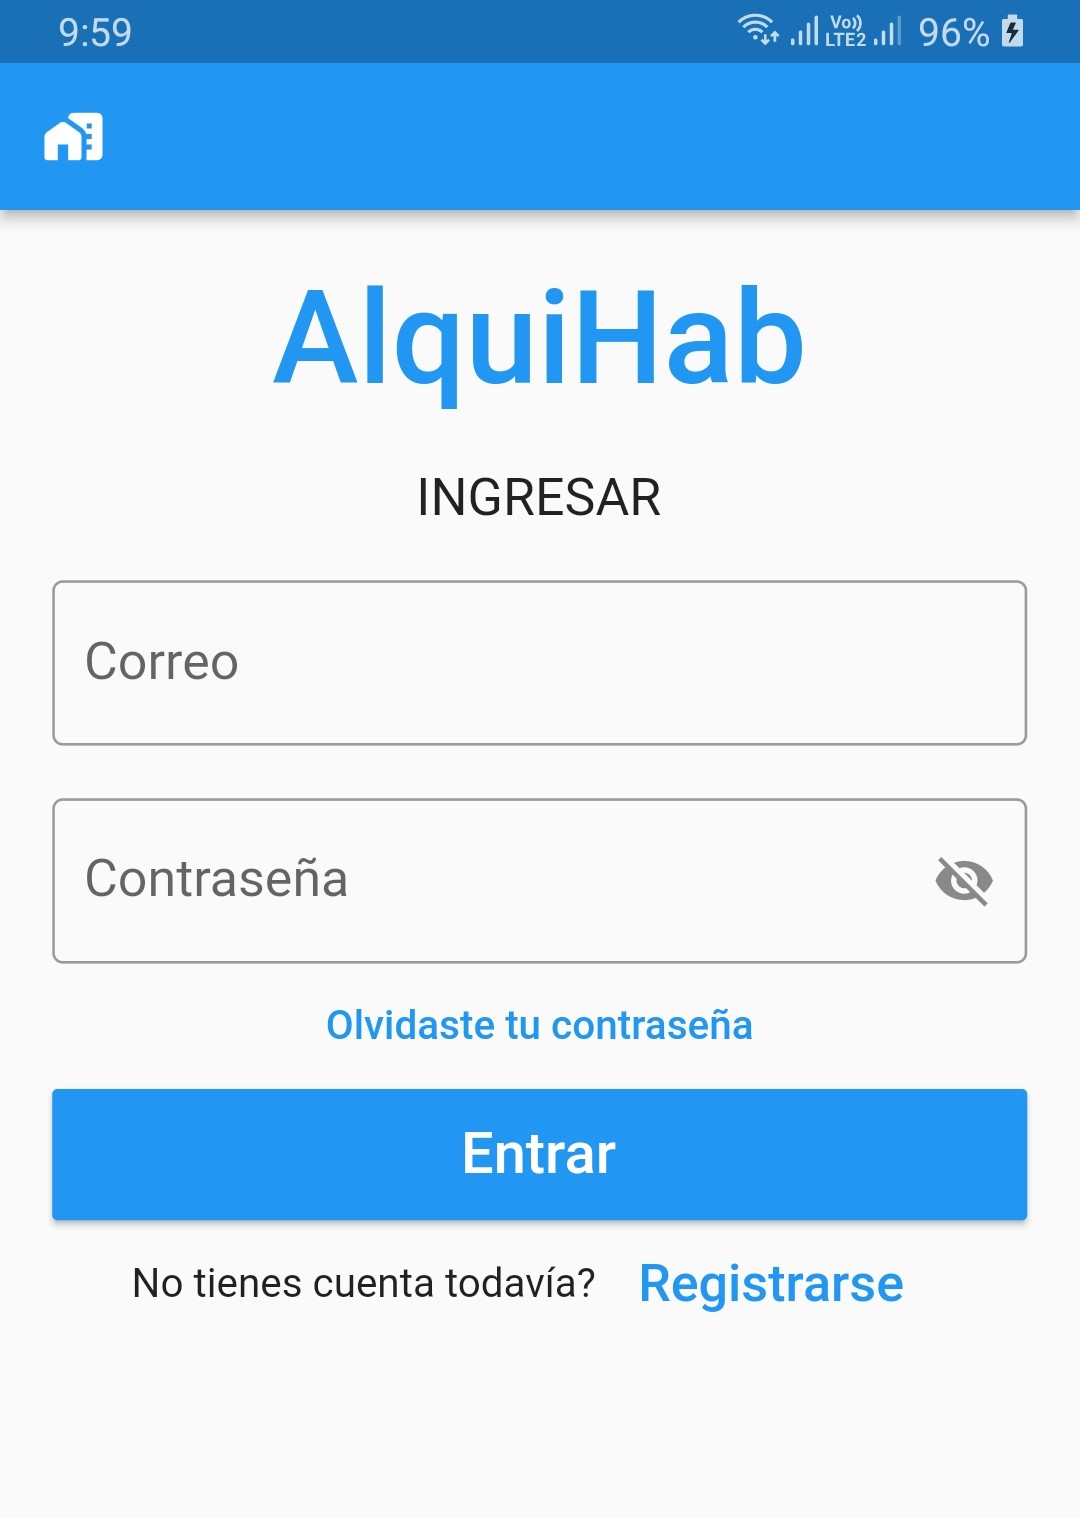 9:59 Vo)) LTE2 96%
AlquiHab
INGRESAR
Correo
Contraseña
Olvidaste tu contraseña
Entrar
No tienes cuenta todavía? Registrarse